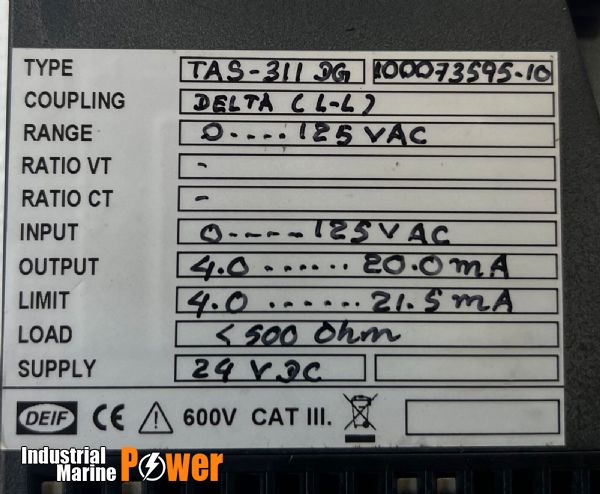 TYPE TAS-311 DG 100073595-10
COUPLING DELTA (L-L)
RANGE 0----125 VAC
RATIO VT -
RATIO CT -
INPUT 0----125 VAC
OUTPUT 4.0 ...... 20.0 mA
LIMIT 4.0 ...... 21.5 mA
LOAD < 500 Ohm
SUPPLY 24 VDC
DEIF CE 600V CAT III.
Industrial
Marine Power